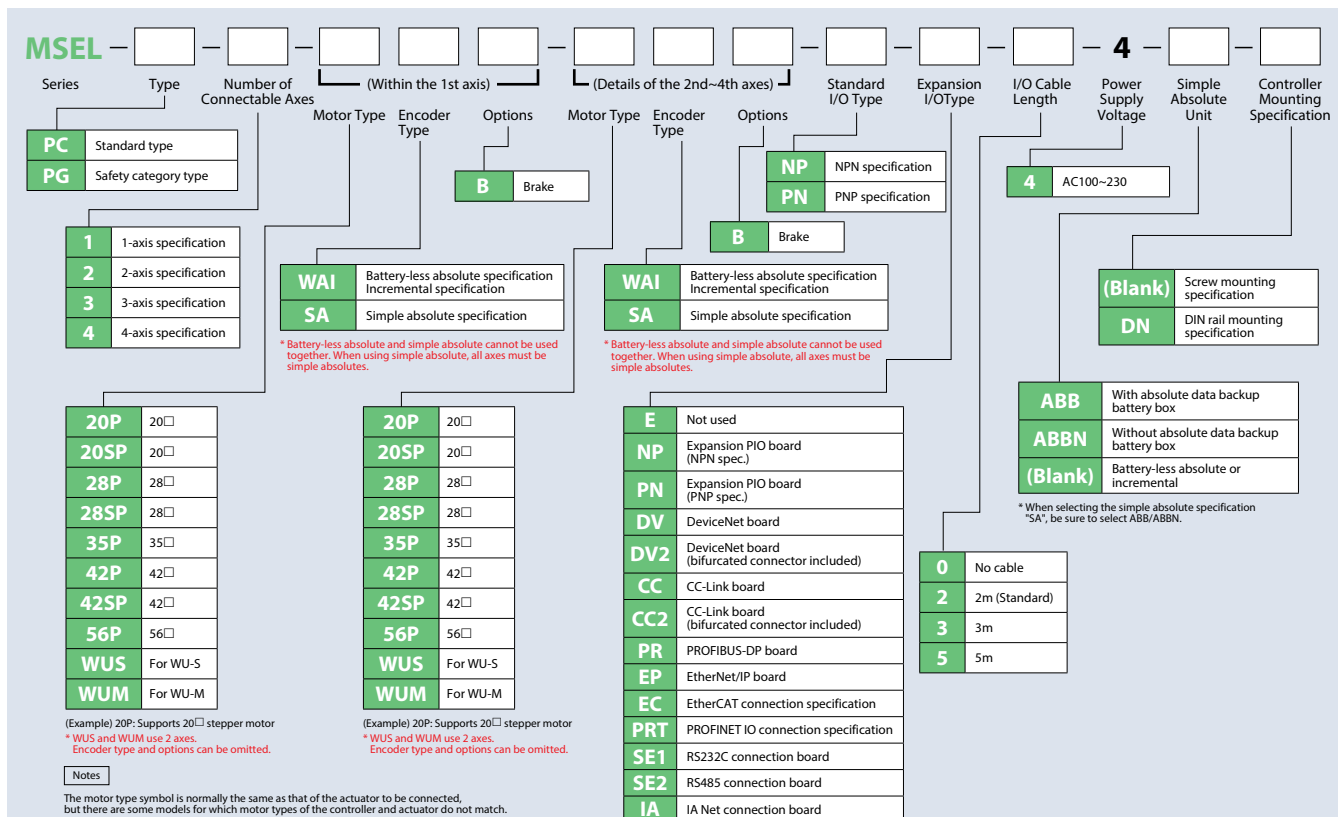 MSEL — — — — — — — — 4 — —
Series
Type
Number of
Connectable Axes
(Within the 1st axis)
Motor Type
Encoder
Type
Options
(Details of the 2nd~4th axes)
Motor Type
Encoder
Type
Options
Standard
I/O Type
Expansion
I/OType
I/O Cable
Length
Power
Supply
Voltage
Simple
Absolute
Unit
Controller
Mounting
Specification
PC Standard type
PG Safety category type
1 1-axis specification
2 2-axis specification
3 3-axis specification
4 4-axis specification
B Brake
WAI Battery-less absolute specification
Incremental specification
SA Simple absolute specification
* Battery-less absolute and simple absolute cannot be used
together. When using simple absolute, all axes must be
simple absolutes.
20P 20□
20SP 20□
28P 28□
28SP 28□
35P 35□
42P 42□
42SP 42□
56P 56□
WUS For WU-S
WUM For WU-M
(Example) 20P: Supports 20□ stepper motor
* WUS and WUM use 2 axes.
Encoder type and options can be omitted.
Notes
The motor type symbol is normally the same as that of the actuator to be connected,
but there are some models for which motor types of the controller and actuator do not match.
B Brake
WAI Battery-less absolute specification
Incremental specification
SA Simple absolute specification
* Battery-less absolute and simple absolute cannot be used
together. When using simple absolute, all axes must be
simple absolutes.
20P 20□
20SP 20□
28P 28□
28SP 28□
35P 35□
42P 42□
42SP 42□
56P 56□
WUS For WU-S
WUM For WU-M
(Example) 20P: Supports 20□ stepper motor
* WUS and WUM use 2 axes.
Encoder type and options can be omitted.
NP NPN specification
PN PNP specification
E Not used
NP Expansion PIO board
(NPN spec.)
PN Expansion PIO board
(PNP spec.)
DV DeviceNet board
DV2 DeviceNet board
(bifurcated connector included)
CC CC-Link board
CC2 CC-Link board
(bifurcated connector included)
PR PROFIBUS-DP board
EP EtherNet/IP board
EC EtherCAT connection specification
PRT PROFINET IO connection specification
SE1 RS232C connection board
SE2 RS485 connection board
IA IA Net connection board
0 No cable
2 2m (Standard)
3 3m
5 5m
4 AC100~230
ABB With absolute data backup
battery box
ABBN Without absolute data backup
battery box
(Blank) Battery-less absolute or
incremental
* When selecting the simple absolute specification
"SA", be sure to select ABB/ABBN.
(Blank) Screw mounting
specification
DN DIN rail mounting
specification